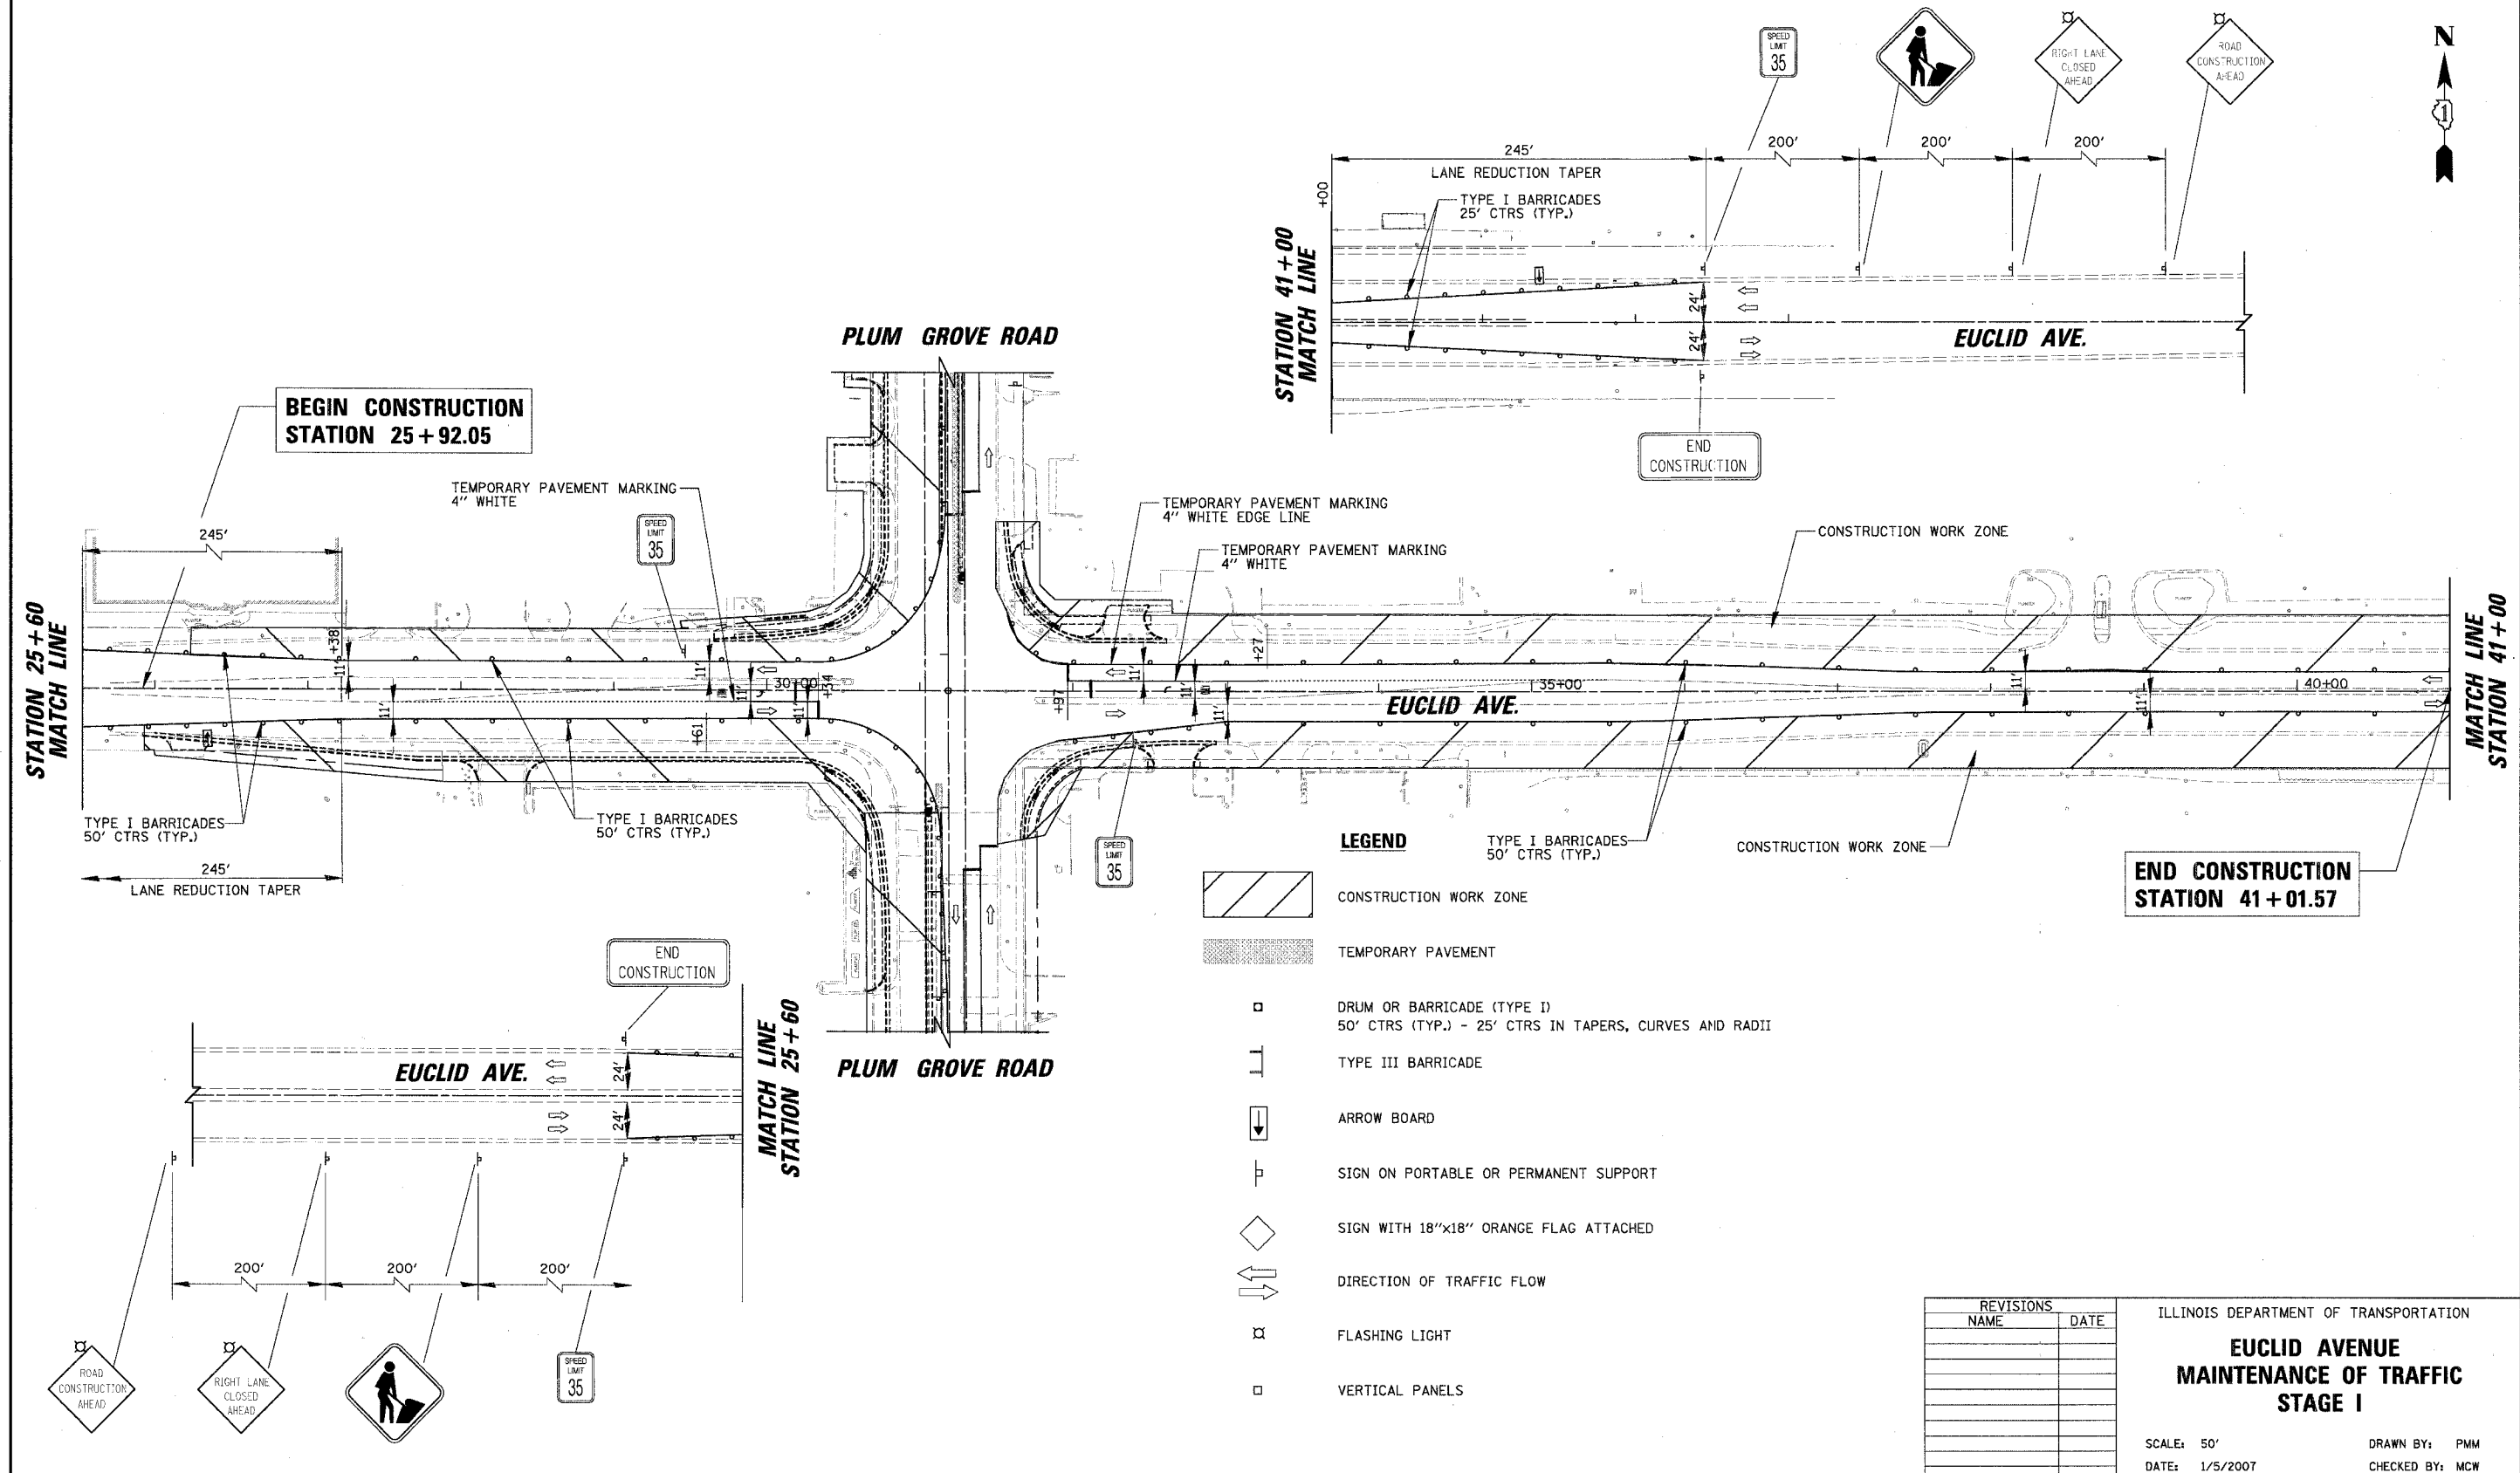 SPEED
LIMIT
35
RIGHT LANE
CLOSED
AHEAD
ROAD
CONSTRUCTION
AHEAD
N
1
245'
200'
200'
200'
LANE REDUCTION TAPER
+00
TYPE I BARRICADES
25' CTRS (TYP.)
STATION 41+00
MATCH LINE
24'
24'
EUCLID AVE.
END
CONSTRUCTION
PLUM GROVE ROAD
BEGIN CONSTRUCTION
STATION 25+92.05
TEMPORARY PAVEMENT MARKING
4" WHITE
SPEED
LIMIT
35
245'
TEMPORARY PAVEMENT MARKING
4" WHITE EDGE LINE
TEMPORARY PAVEMENT MARKING
4" WHITE
CONSTRUCTION WORK ZONE
STATION 25+60
MATCH LINE
+38
11'
11'
11'
11'
30+00
11'
+34
+61
+97
11'
11'
11'
+27
35+00
EUCLID AVE.
11'
11'
40+00
MATCH LINE
STATION 41+00
TYPE I BARRICADES
50' CTRS (TYP.)
TYPE I BARRICADES
50' CTRS (TYP.)
245'
LANE REDUCTION TAPER
SPEED
LIMIT
35
TYPE I BARRICADES
50' CTRS (TYP.)
CONSTRUCTION WORK ZONE
END CONSTRUCTION
STATION 41+01.57
LEGEND
CONSTRUCTION WORK ZONE
TEMPORARY PAVEMENT
DRUM OR BARRICADE (TYPE I)
50' CTRS (TYP.) - 25' CTRS IN TAPERS, CURVES AND RADII
TYPE III BARRICADE
ARROW BOARD
SIGN ON PORTABLE OR PERMANENT SUPPORT
SIGN WITH 18"x18" ORANGE FLAG ATTACHED
DIRECTION OF TRAFFIC FLOW
FLASHING LIGHT
VERTICAL PANELS
END
CONSTRUCTION
EUCLID AVE.
24'
24'
MATCH LINE
STATION 25+60
PLUM GROVE ROAD
200'
200'
200'
ROAD
CONSTRUCTION
AHEAD
RIGHT LANE
CLOSED
AHEAD
SPEED
LIMIT
35
REVISIONS
NAME
DATE
ILLINOIS DEPARTMENT OF TRANSPORTATION
EUCLID AVENUE
MAINTENANCE OF TRAFFIC
STAGE I
SCALE: 50'
DRAWN BY: PMM
DATE: 1/5/2007
CHECKED BY: MCW